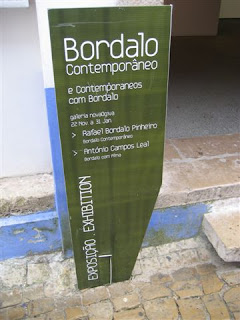 Bordalo
Contemporâneo
e Contemporaneos
com Bordalo
galeria novaogiva
22 Nov. a 31 Jan
> Rafael Bordalo Pinheiro
Bordalo Contemporâneo
> António Campos Leal
Bordalo com Alma
EXPOSIÇÃO . EXHIBITION